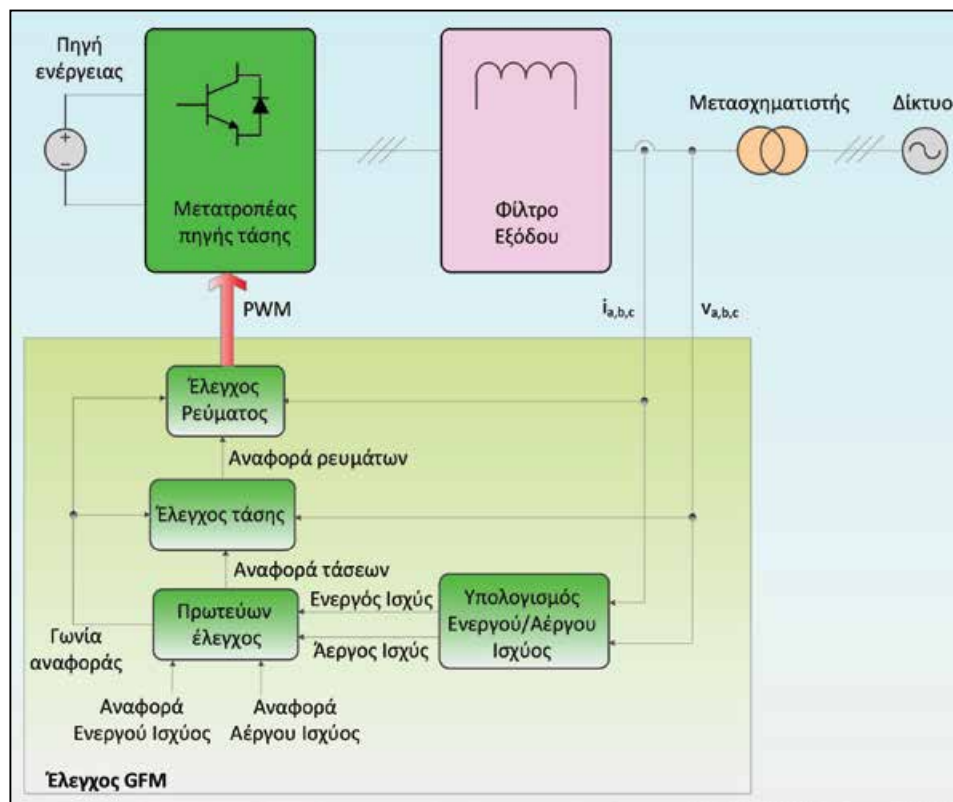 Πηγή
ενέργειας
Μετατροπέας
πηγής τάσης
Φίλτρο
Εξόδου
Μετασχηματιστής
Δίκτυο
PWM
i_a,b,c
v_a,b,c
Έλεγχος
Ρεύματος
Αναφορά ρευμάτων
Έλεγχος τάσης
Αναφορά τάσεων
Πρωτεύων
έλεγχος
Ενεργός Ισχύς
Άεργος Ισχύς
Υπολογισμός
Ενεργού/Αέργου
Ισχύος
Γωνία
αναφοράς
Αναφορά
Ενεργού Ισχύος
Αναφορά
Αέργου Ισχύος
Έλεγχος GFM